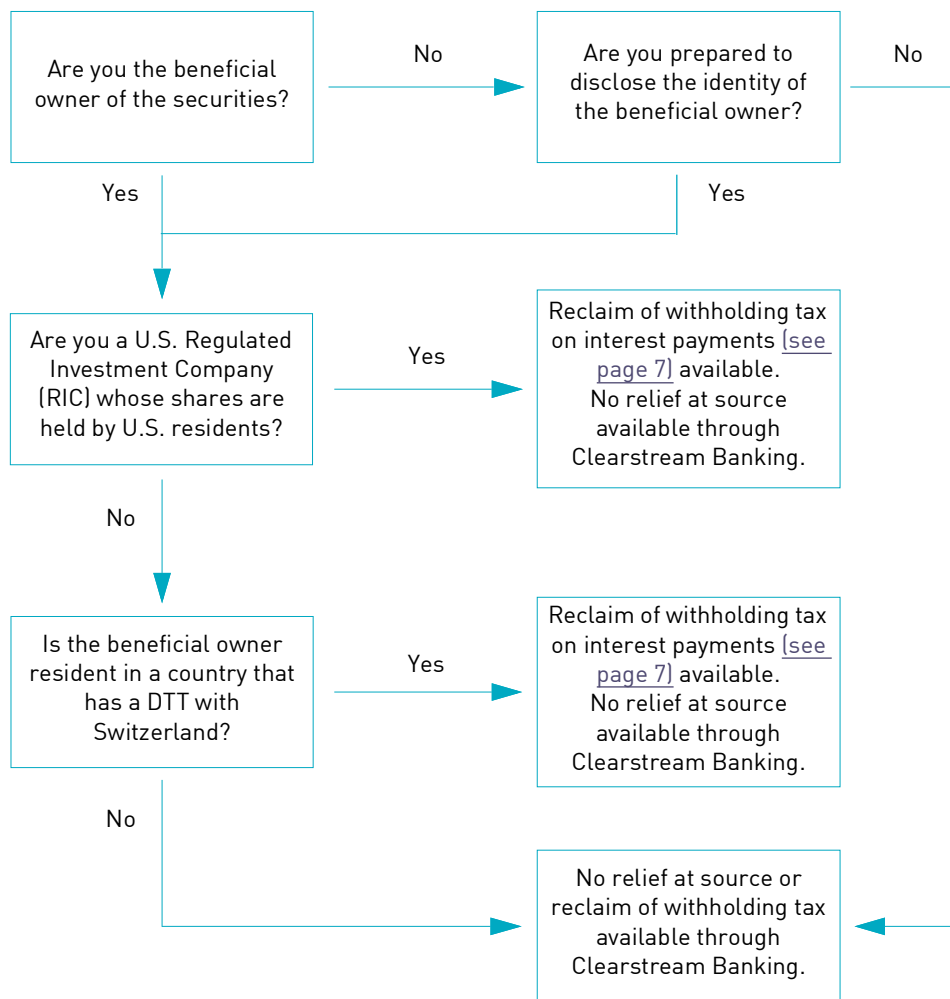 Are you the beneficial
owner of the securities?
No
Are you prepared to
disclose the identity of
the beneficial owner?
No
Yes
Yes
Are you a U.S. Regulated
Investment Company
(RIC) whose shares are
held by U.S. residents?
Yes
Reclaim of withholding tax
on interest payments (see
page 7) available.
No relief at source
available through
Clearstream Banking.
No
Is the beneficial owner
resident in a country that
has a DTT with
Switzerland?
Yes
Reclaim of withholding tax
on interest payments (see
page 7) available.
No relief at source
available through
Clearstream Banking.
No
No relief at source or
reclaim of withholding tax
available through
Clearstream Banking.